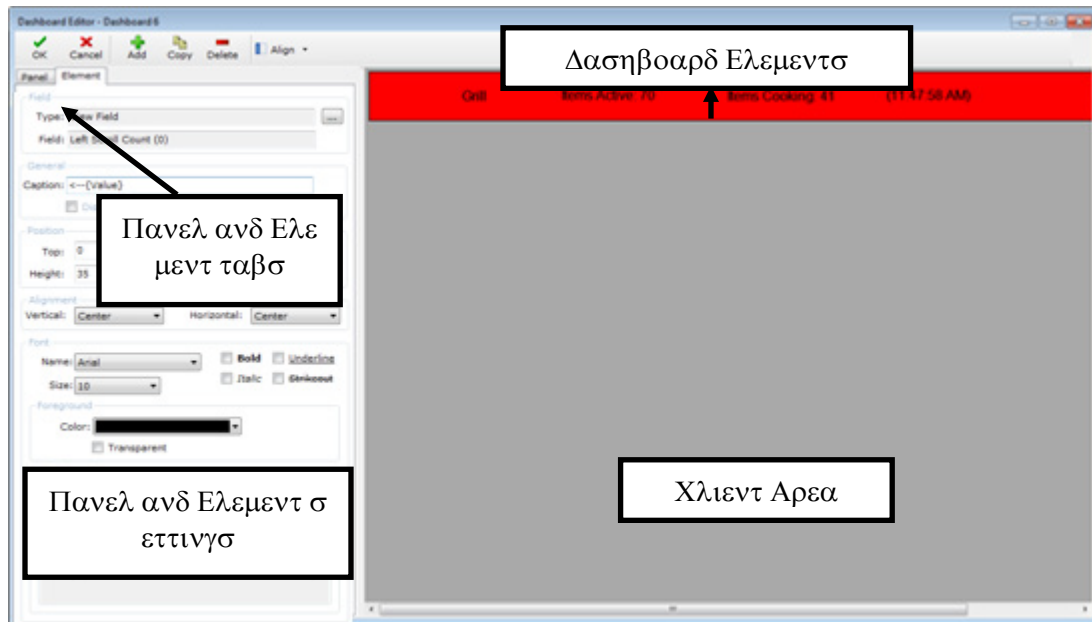 Dashboard Editor - Dashboard 6
OK Cancel Add Copy Delete Align
Δασηβοαρδ Ελεμεντσ
Panel Element
Grill Items Active: 70 Items Cooking: 41 (11:47:58 AM)
Field
Type: New Field ...
Field: Left Scroll Count (0)
General
Caption: <--{Value}
Πανελ ανδ Ελε
μεντ ταβσ
Position
Top: 0
Height: 35
Alignment
Vertical: Center Horizontal: Center
Font
Name: Arial Bold Underline
Size: 10 Italic Strikeout
Foreground
Color:
Transparent
Πανελ ανδ Ελεμεντ σ
εττινγσ
Χλιεντ Αρεα